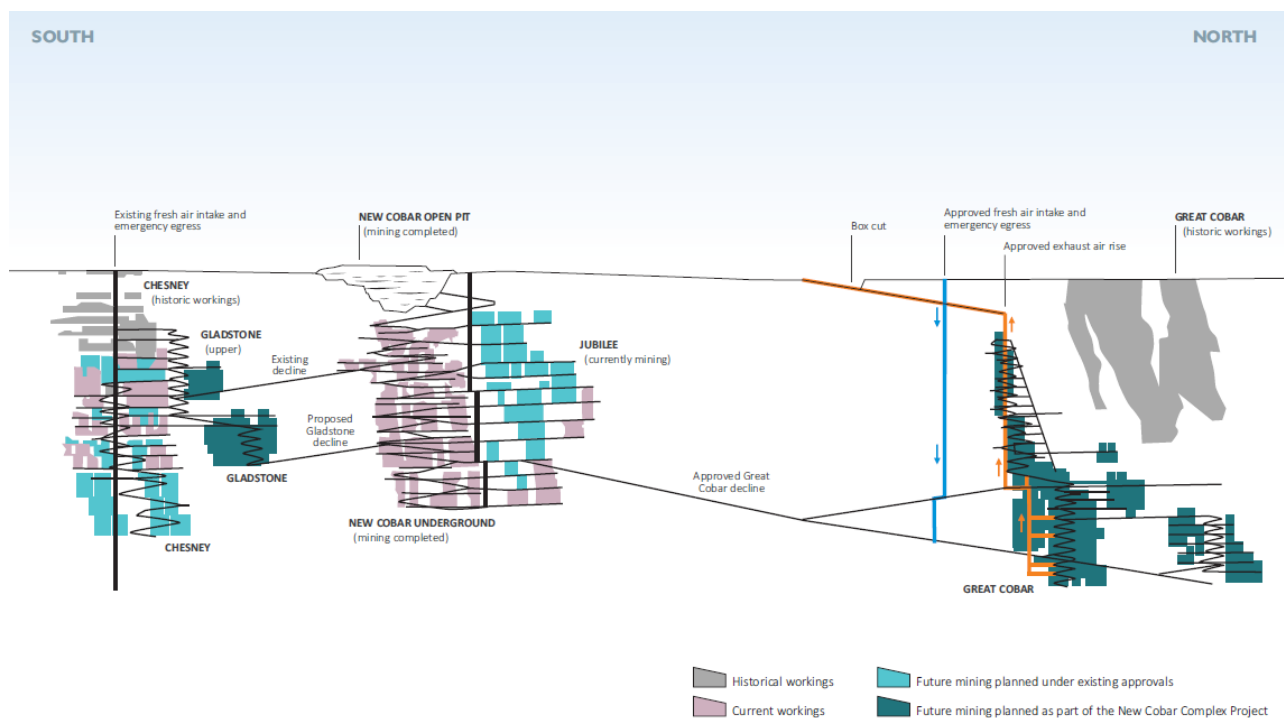 SOUTH
NORTH
Existing fresh air intake and
emergency egress
NEW COBAR OPEN PIT
(mining completed)
Box cut
Approved fresh air intake and
emergency egress
Approved exhaust air rise
GREAT COBAR
(historic workings)
CHESNEY
(historic workings)
GLADSTONE
(upper)
Existing
decline
JUBILEE
(currently mining)
Proposed
Gladstone
decline
GLADSTONE
Approved Great
Cobar decline
NEW COBAR UNDERGROUND
(mining completed)
CHESNEY
GREAT COBAR
Historical workings
Future mining planned under existing approvals
Current workings
Future mining planned as part of the New Cobar Complex Project